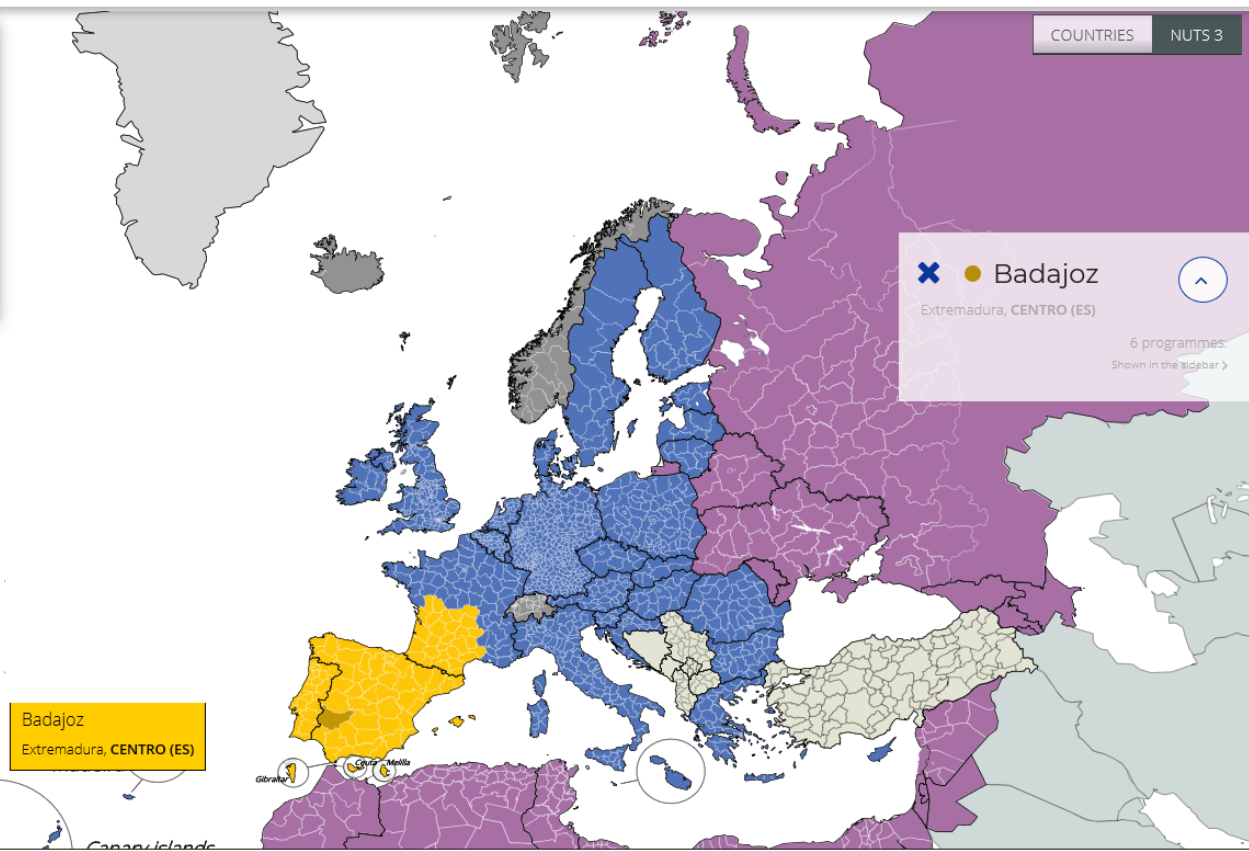 COUNTRIES
NUTS 3
Badajoz
Extremadura, CENTRO (ES)
6 programmes:
Shown in the sidebar
Badajoz
Extremadura, CENTRO (ES)
Gibraltar
Ceuta
Melilla
Canary islands